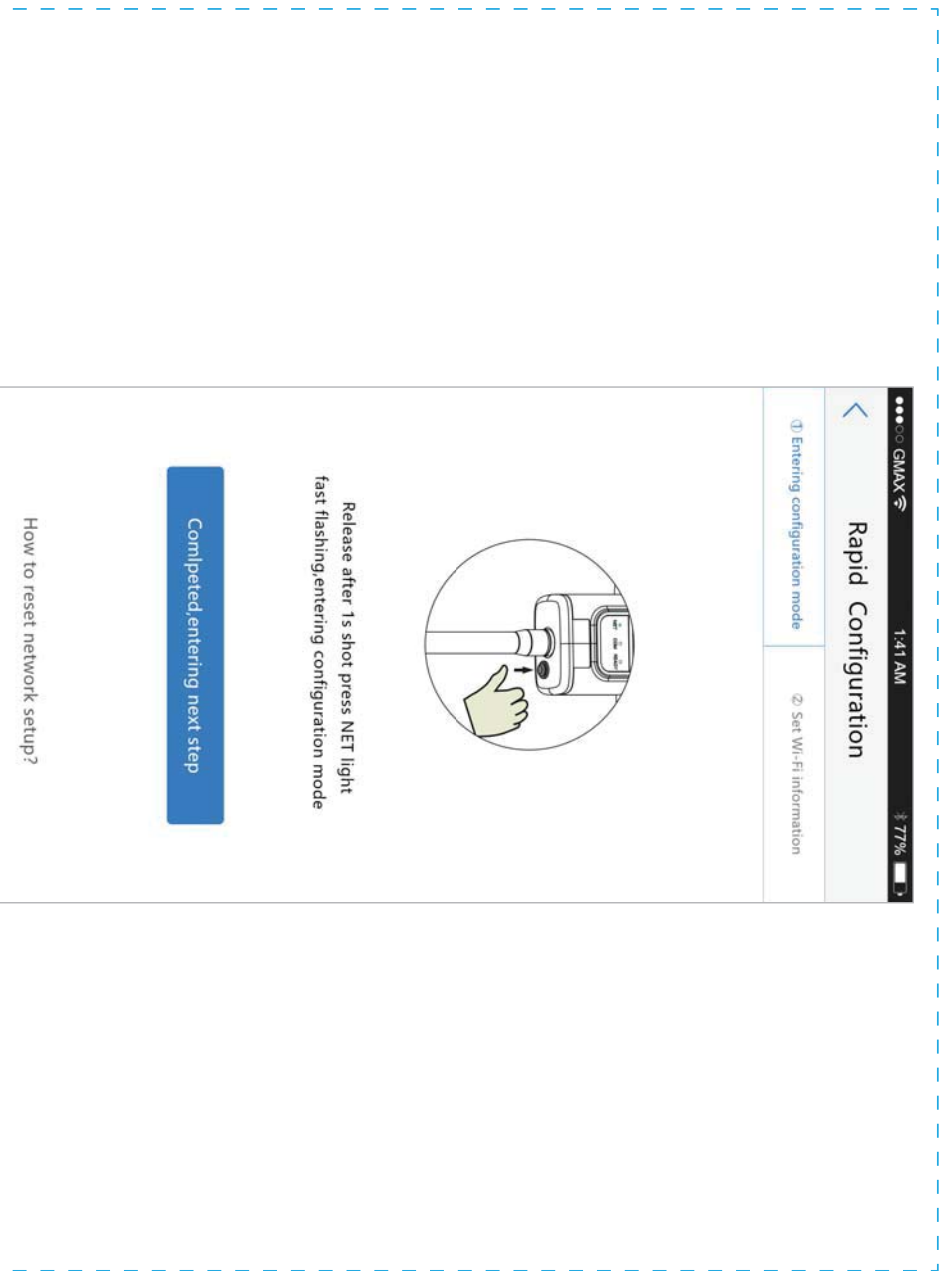 GMAX
1:41 AM
77%
Rapid Configuration
① Entering configuration mode
② Set Wi-Fi information
NET COM READY
Release after 1s shot press NET light
fast flashing,entering configuration mode
Comlpeted,entering next step
How to reset network setup?